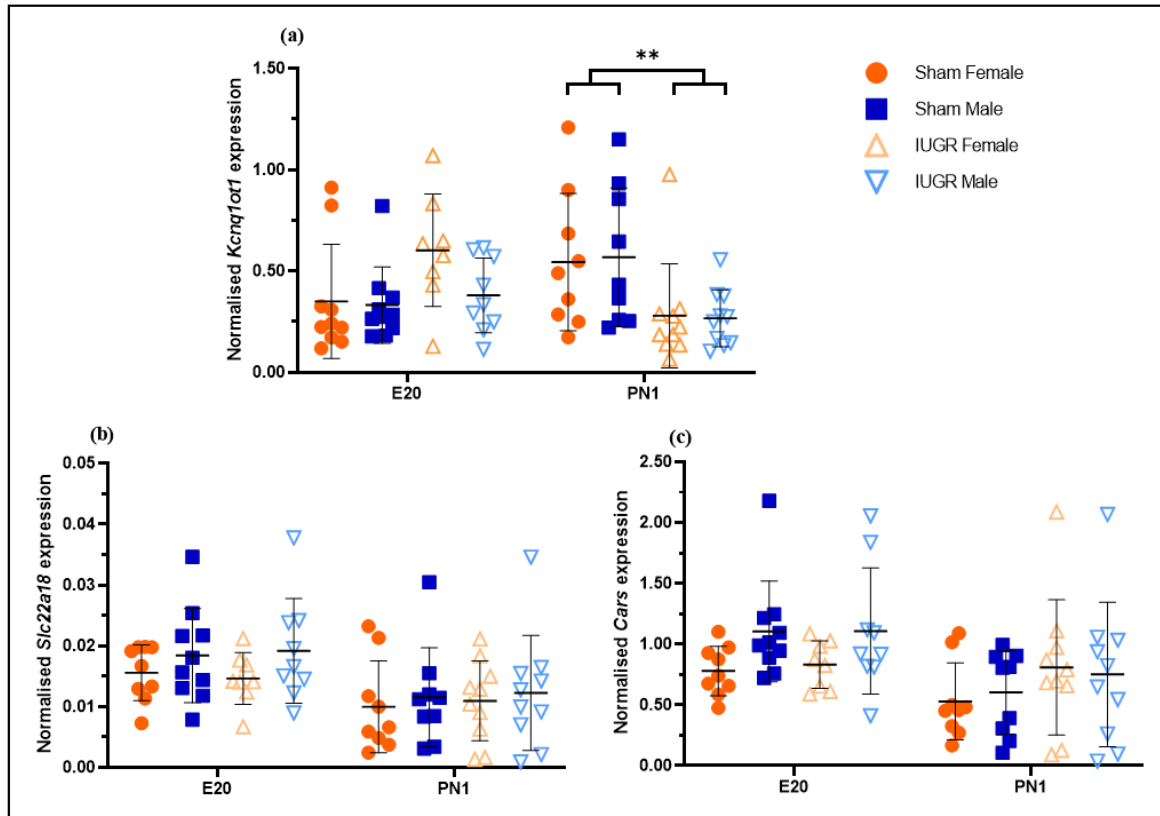 (a)
**
1.50
1.00
0.50
0.00
Normalised Kcnq1ot1 expression
E20
PN1
Sham Female
Sham Male
IUGR Female
IUGR Male
(b)
0.05
0.04
0.03
0.02
0.01
0.00
Normalised Slc22a18 expression
E20
PN1
(c)
2.50
2.00
1.50
1.00
0.50
0.00
Normalised Cars expression
E20
PN1